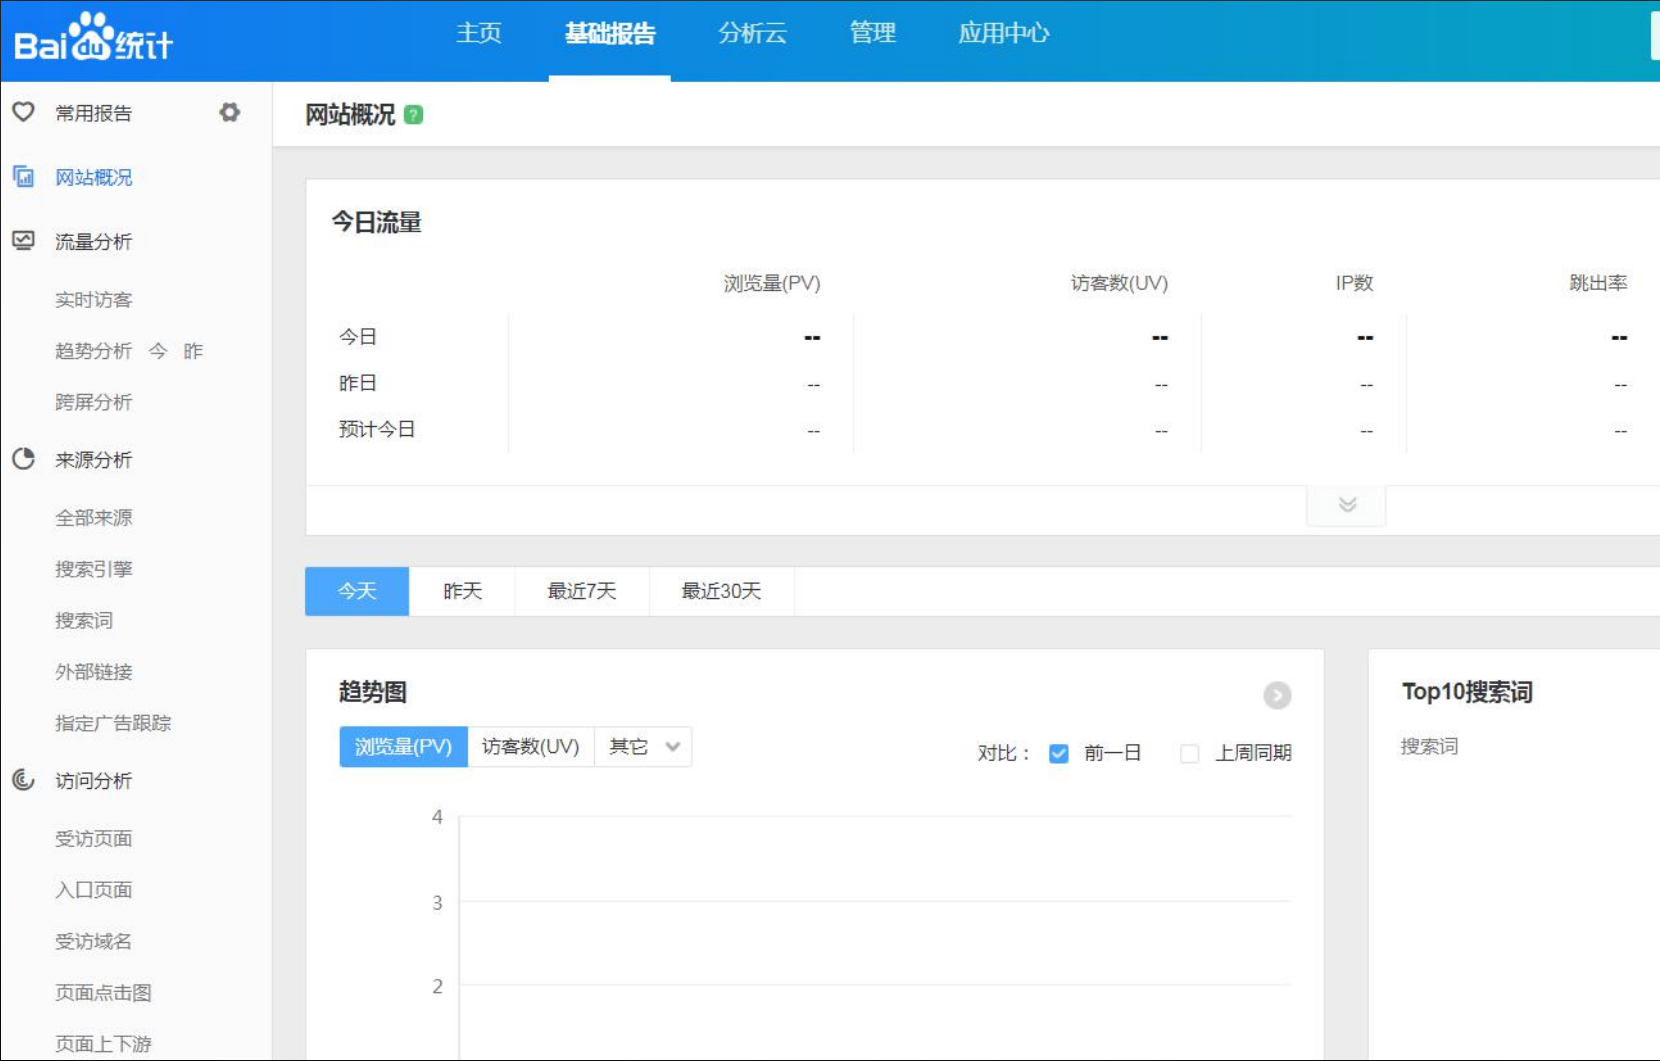 Bai du 统计
主页 基础报告 分析云 管理 应用中心
常用报告
网站概况
流量分析
实时访客
趋势分析 今 昨
跨屏分析
来源分析
全部来源
搜索引擎
搜索词
外部链接
指定广告跟踪
访问分析
受访页面
入口页面
受访域名
页面点击图
页面上下游
网站概况 ?
今日流量
浏览量(PV) 访客数(UV) IP数 跳出率
今日 -- -- -- --
昨日 -- -- -- --
预计今日 -- -- -- --
今天 昨天 最近7天 最近30天
趋势图
浏览量(PV) 访客数(UV) 其它
对比： 前一日 上周同期
4
3
2
Top10搜索词
搜索词